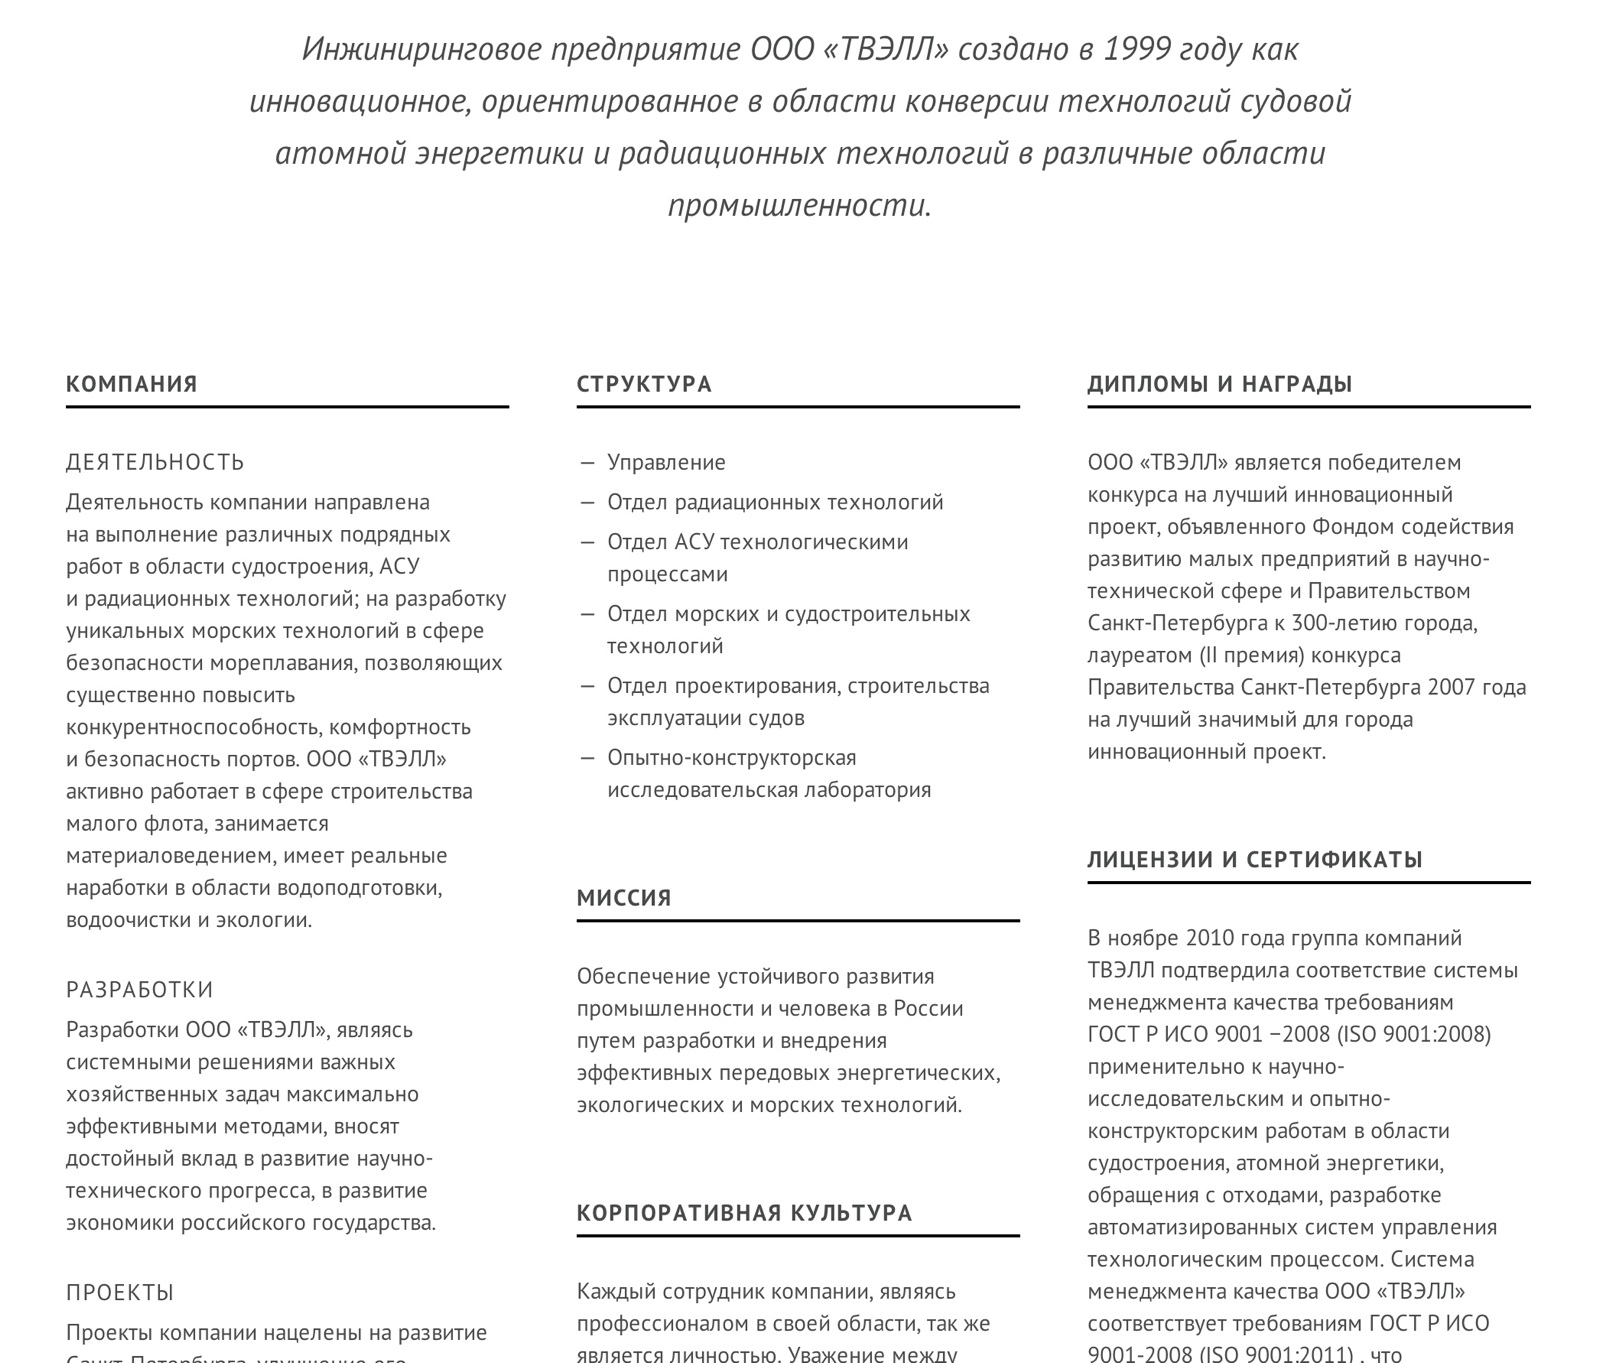 Инжиниринговое предприятие ООО «ТВЭЛЛ» создано в 1999 году как
инновационное, ориентированное в области конверсии технологий судовой
атомной энергетики и радиационных технологий в различные области
промышленности.
КОМПАНИЯ
ДЕЯТЕЛЬНОСТЬ
Деятельность компании направлена
на выполнение различных подрядных
работ в области судостроения, АСУ
и радиационных технологий; на разработку
уникальных морских технологий в сфере
безопасности мореплавания, позволяющих
существенно повысить
конкурентноспособность, комфортность
и безопасность портов. ООО «ТВЭЛЛ»
активно работает в сфере строительства
малого флота, занимается
материаловедением, имеет реальные
наработки в области водоподготовки,
водоочистки и экологии.
РАЗРАБОТКИ
Разработки ООО «ТВЭЛЛ», являясь
системными решениями важных
хозяйственных задач максимально
эффективными методами, вносят
достойный вклад в развитие научно-
технического прогресса, в развитие
экономики российского государства.
ПРОЕКТЫ
Проекты компании нацелены на развитие
Санкт-Петербурга, улучшение его
СТРУКТУРА
— Управление
— Отдел радиационных технологий
— Отдел АСУ технологическими
процессами
— Отдел морских и судостроительных
технологий
— Отдел проектирования, строительства
эксплуатации судов
— Опытно-конструкторская
исследовательская лаборатория
МИССИЯ
Обеспечение устойчивого развития
промышленности и человека в России
путем разработки и внедрения
эффективных передовых энергетических,
экологических и морских технологий.
КОРПОРАТИВНАЯ КУЛЬТУРА
Каждый сотрудник компании, являясь
профессионалом в своей области, так же
является личностью. Уважение между
ДИПЛОМЫ И НАГРАДЫ
ООО «ТВЭЛЛ» является победителем
конкурса на лучший инновационный
проект, объявленного Фондом содействия
развитию малых предприятий в научно-
технической сфере и Правительством
Санкт-Петербурга к 300-летию города,
лауреатом (II премия) конкурса
Правительства Санкт-Петербурга 2007 года
на лучший значимый для города
инновационный проект.
ЛИЦЕНЗИИ И СЕРТИФИКАТЫ
В ноябре 2010 года группа компаний
ТВЭЛЛ подтвердила соответствие системы
менеджмента качества требованиям
ГОСТ Р ИСО 9001 –2008 (ISO 9001:2008)
применительно к научно-
исследовательским и опытно-
конструкторским работам в области
судостроения, атомной энергетики,
обращения с отходами, разработке
автоматизированных систем управления
технологическим процессом. Система
менеджмента качества ООО «ТВЭЛЛ»
соответствует требованиям ГОСТ Р ИСО
9001-2008 (ISO 9001:2011) , что